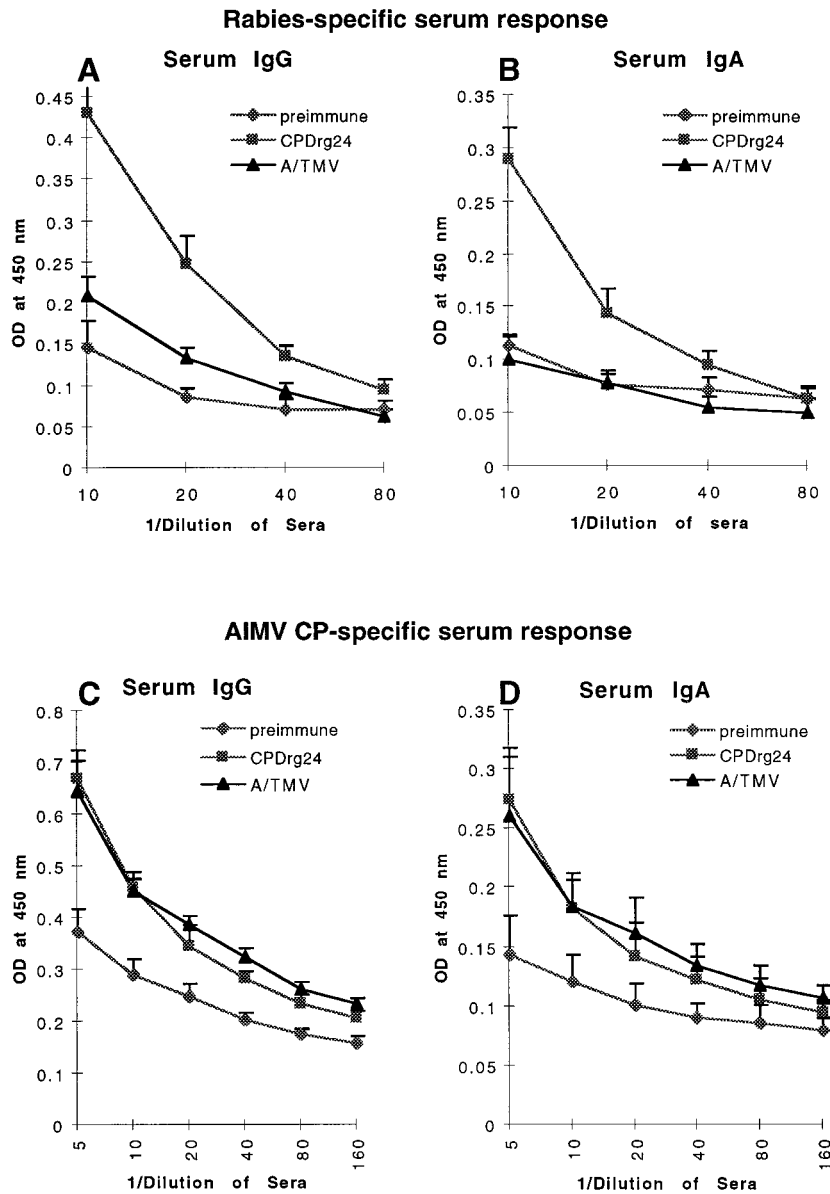 Rabies-specific serum response
A Serum IgG
0.45
0.4
0.35
0.3
0.25
0.2
0.15
0.1
0.05
0
OD at 450 nm
preimmune
CPDrg24
A/TMV
10 20 40 80
1/Dilution of Sera
B Serum IgA
0.35
0.3
0.25
0.2
0.15
0.1
0.05
0
OD at 450 nm
preimmune
CPDrg24
A/TMV
10 20 40 80
1/Dilution of sera
AIMV CP-specific serum response
C Serum IgG
0.8
0.7
0.6
0.5
0.4
0.3
0.2
0.1
0
OD at 450 nm
preimmune
CPDrg24
A/TMV
5 10 20 40 80 160
1/Dilution of Sera
D Serum IgA
0.35
0.3
0.25
0.2
0.15
0.1
0.05
0
OD at 450 nm
preimmune
CPDrg24
A/TMV
5 10 20 40 80 160
1/Dilution of Sera